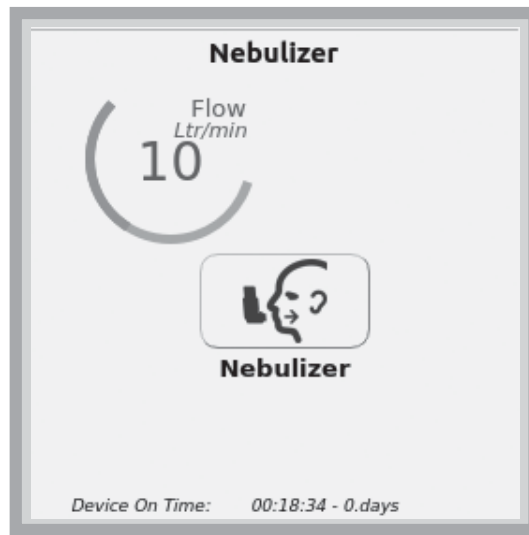 Nebulizer
Flow
Ltr/min
10
Nebulizer
Device On Time: 00:18:34 - 0.days